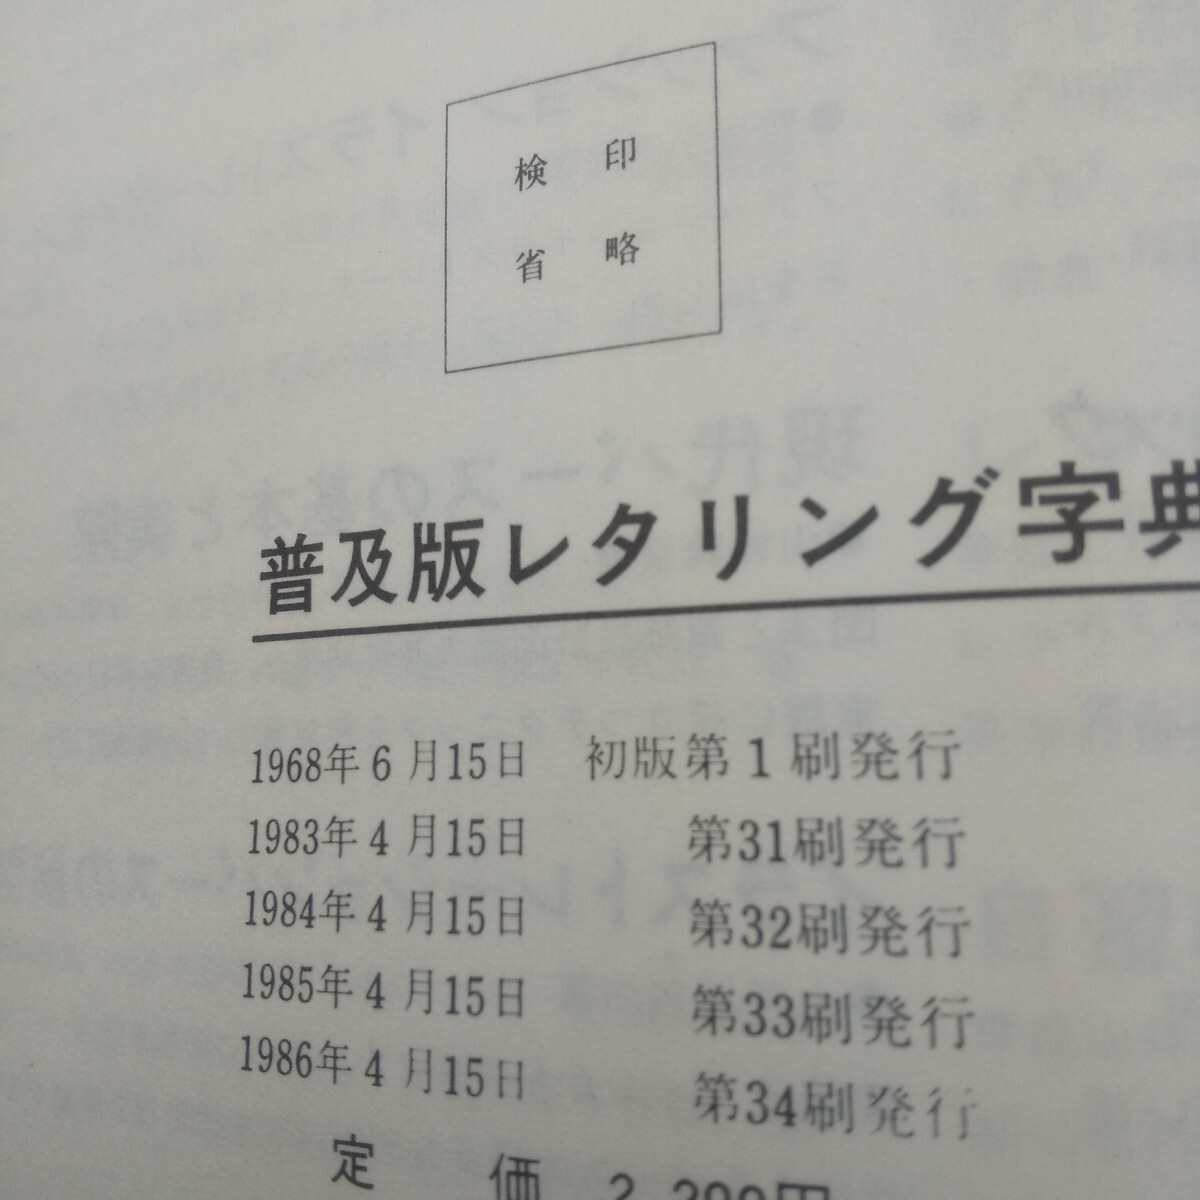 検印
省略
普及版レタリング字典
1968年6月15日 初版第1刷発行
1983年4月15日 第31刷発行
1984年4月15日 第32刷発行
1985年4月15日 第33刷発行
1986年4月15日 第34刷発行
定 価